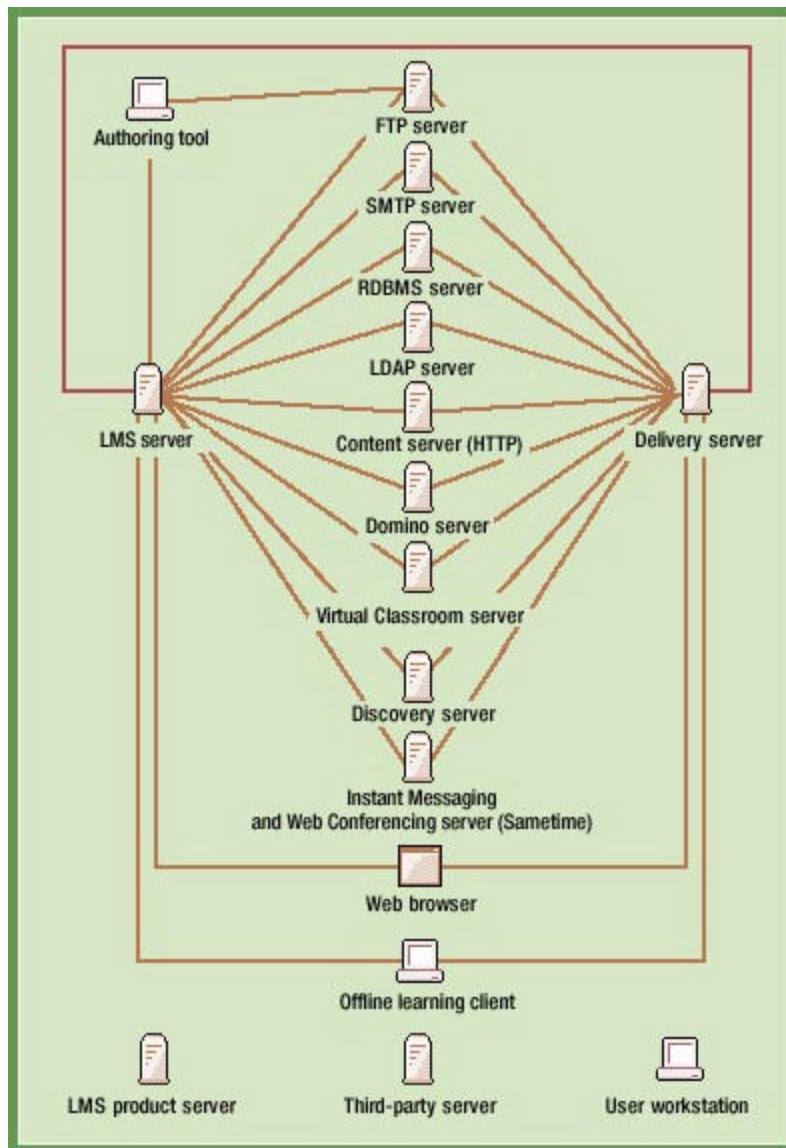 Authoring tool
FTP server
SMTP server
RDBMS server
LDAP server
LMS server
Content server (HTTP)
Delivery server
Domino server
Virtual Classroom server
Discovery server
Instant Messaging
and Web Conferencing server (Sametime)
Web browser
Offline learning client
LMS product server
Third-party server
User workstation